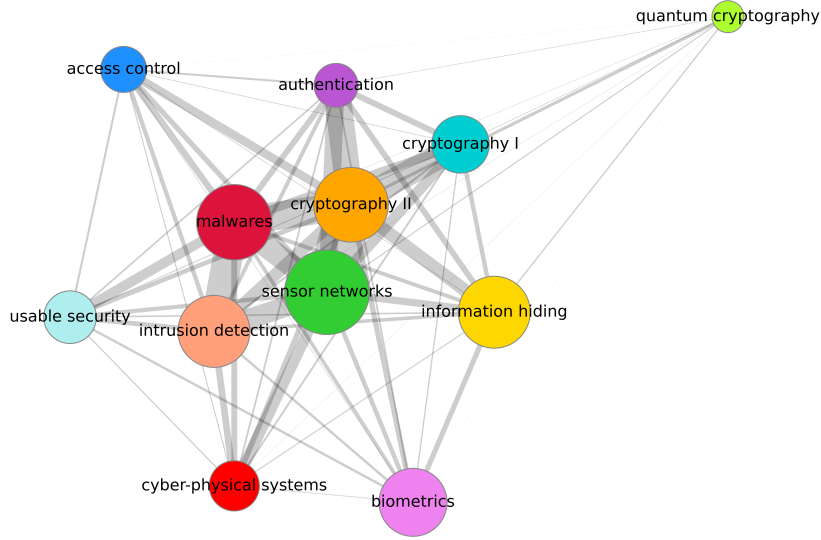 quantum cryptography
access control
authentication
cryptography I
cryptography II
malwares
sensor networks
information hiding
usable security
intrusion detection
cyber-physical systems
biometrics